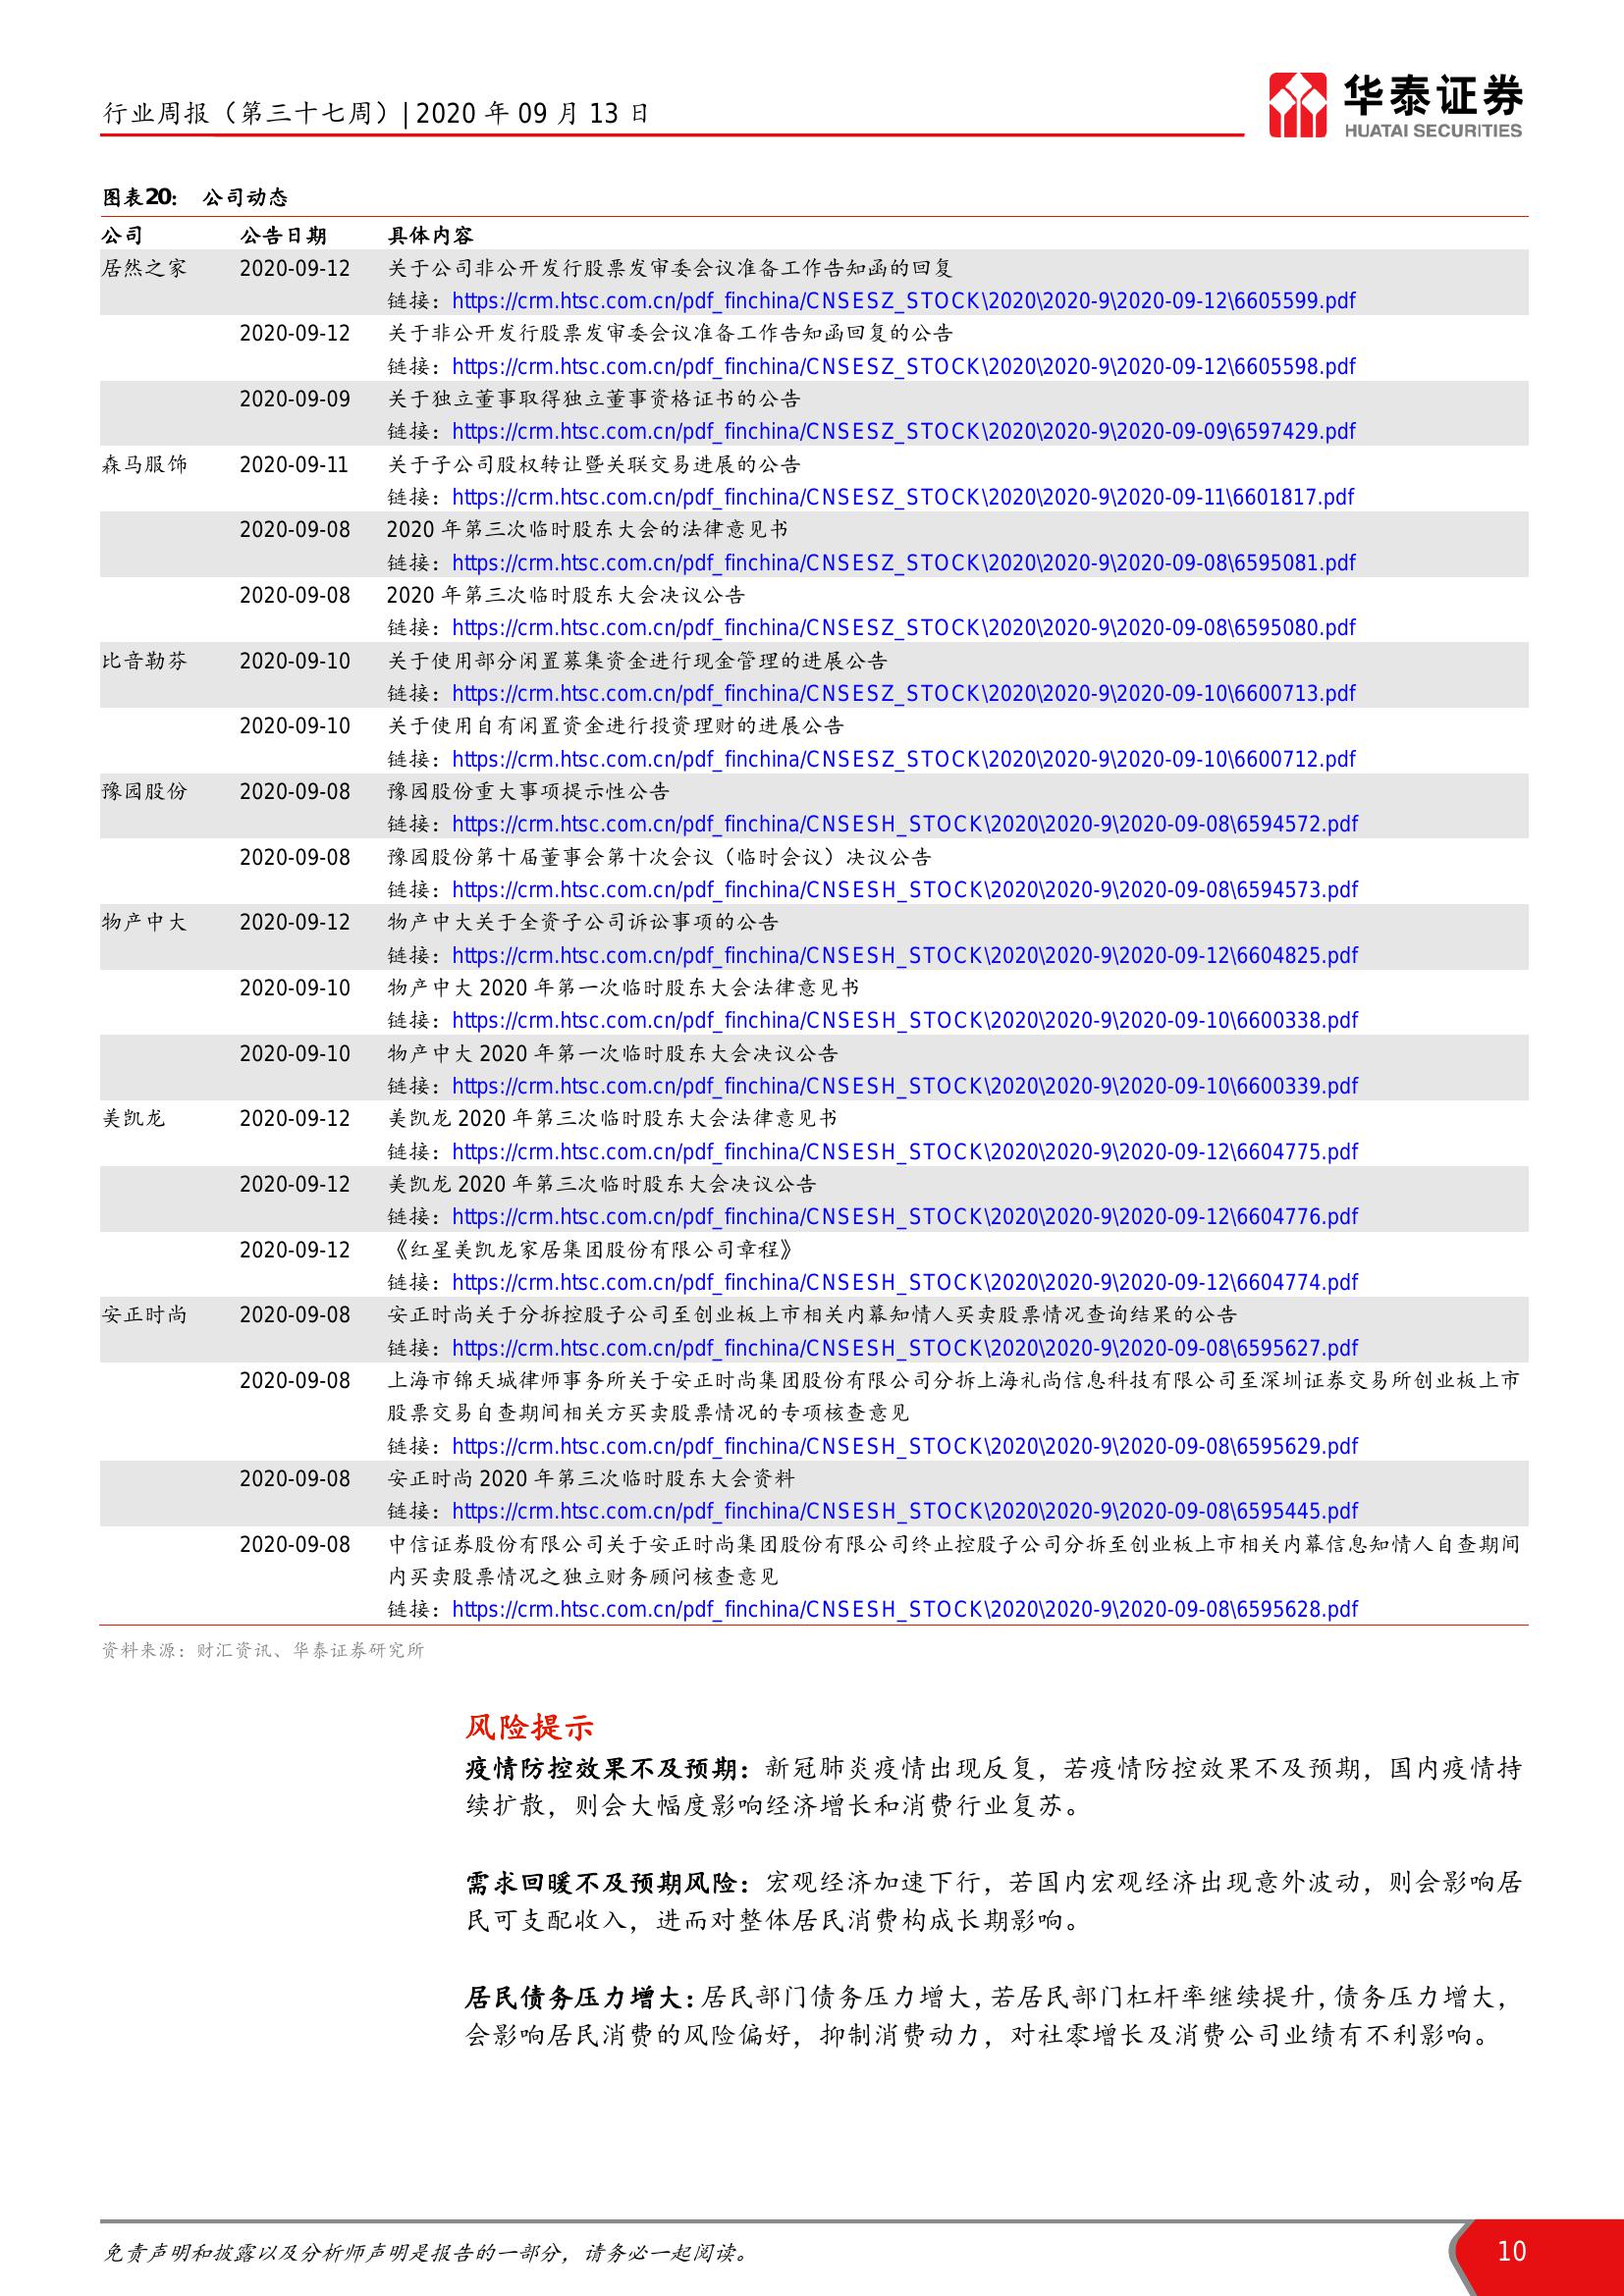 行业周报（第三十七周）| 2020 年 09 月 13 日
华泰证券
HUATAI SECURITIES
图表20： 公司动态
公司 公告日期 具体内容
居然之家 2020-09-12 关于公司非公开发行股票发审委会议准备工作告知函的回复
链接：https://crm.htsc.com.cn/pdf_finchina/CNSESZ_STOCK\2020\2020-9\2020-09-12\6605599.pdf
2020-09-12 关于非公开发行股票发审委会议准备工作告知函回复的公告
链接：https://crm.htsc.com.cn/pdf_finchina/CNSESZ_STOCK\2020\2020-9\2020-09-12\6605598.pdf
2020-09-09 关于独立董事取得独立董事资格证书的公告
链接：https://crm.htsc.com.cn/pdf_finchina/CNSESZ_STOCK\2020\2020-9\2020-09-09\6597429.pdf
森马服饰 2020-09-11 关于子公司股权转让暨关联交易进展的公告
链接：https://crm.htsc.com.cn/pdf_finchina/CNSESZ_STOCK\2020\2020-9\2020-09-11\6601817.pdf
2020-09-08 2020 年第三次临时股东大会的法律意见书
链接：https://crm.htsc.com.cn/pdf_finchina/CNSESZ_STOCK\2020\2020-9\2020-09-08\6595081.pdf
2020-09-08 2020 年第三次临时股东大会决议公告
链接：https://crm.htsc.com.cn/pdf_finchina/CNSESZ_STOCK\2020\2020-9\2020-09-08\6595080.pdf
比音勒芬 2020-09-10 关于使用部分闲置募集资金进行现金管理的进展公告
链接：https://crm.htsc.com.cn/pdf_finchina/CNSESZ_STOCK\2020\2020-9\2020-09-10\6600713.pdf
2020-09-10 关于使用自有闲置资金进行投资理财的进展公告
链接：https://crm.htsc.com.cn/pdf_finchina/CNSESZ_STOCK\2020\2020-9\2020-09-10\6600712.pdf
豫园股份 2020-09-08 豫园股份重大事项提示性公告
链接：https://crm.htsc.com.cn/pdf_finchina/CNSESH_STOCK\2020\2020-9\2020-09-08\6594572.pdf
2020-09-08 豫园股份第十届董事会第十次会议（临时会议）决议公告
链接：https://crm.htsc.com.cn/pdf_finchina/CNSESH_STOCK\2020\2020-9\2020-09-08\6594573.pdf
物产中大 2020-09-12 物产中大关于全资子公司诉讼事项的公告
链接：https://crm.htsc.com.cn/pdf_finchina/CNSESH_STOCK\2020\2020-9\2020-09-12\6604825.pdf
2020-09-10 物产中大 2020 年第一次临时股东大会法律意见书
链接：https://crm.htsc.com.cn/pdf_finchina/CNSESH_STOCK\2020\2020-9\2020-09-10\6600338.pdf
2020-09-10 物产中大 2020 年第一次临时股东大会决议公告
链接：https://crm.htsc.com.cn/pdf_finchina/CNSESH_STOCK\2020\2020-9\2020-09-10\6600339.pdf
美凯龙 2020-09-12 美凯龙 2020 年第三次临时股东大会法律意见书
链接：https://crm.htsc.com.cn/pdf_finchina/CNSESH_STOCK\2020\2020-9\2020-09-12\6604775.pdf
2020-09-12 美凯龙 2020 年第三次临时股东大会决议公告
链接：https://crm.htsc.com.cn/pdf_finchina/CNSESH_STOCK\2020\2020-9\2020-09-12\6604776.pdf
2020-09-12 《红星美凯龙家居集团股份有限公司章程》
链接：https://crm.htsc.com.cn/pdf_finchina/CNSESH_STOCK\2020\2020-9\2020-09-12\6604774.pdf
安正时尚 2020-09-08 安正时尚关于分拆控股子公司至创业板上市相关内幕知情人买卖股票情况查询结果的公告
链接：https://crm.htsc.com.cn/pdf_finchina/CNSESH_STOCK\2020\2020-9\2020-09-08\6595627.pdf
2020-09-08 上海市锦天城律师事务所关于安正时尚集团股份有限公司分拆上海礼尚信息科技有限公司至深圳证券交易所创业板上市
股票交易自查期间相关方买卖股票情况的专项核查意见
链接：https://crm.htsc.com.cn/pdf_finchina/CNSESH_STOCK\2020\2020-9\2020-09-08\6595629.pdf
2020-09-08 安正时尚 2020 年第三次临时股东大会资料
链接：https://crm.htsc.com.cn/pdf_finchina/CNSESH_STOCK\2020\2020-9\2020-09-08\6595445.pdf
2020-09-08 中信证券股份有限公司关于安正时尚集团股份有限公司终止控股子公司分拆至创业板上市相关内幕信息知情人自查期间
内买卖股票情况之独立财务顾问核查意见
链接：https://crm.htsc.com.cn/pdf_finchina/CNSESH_STOCK\2020\2020-9\2020-09-08\6595628.pdf
资料来源：财汇资讯、华泰证券研究所
风险提示
疫情防控效果不及预期：新冠肺炎疫情出现反复，若疫情防控效果不及预期，国内疫情持
续扩散，则会大幅度影响经济增长和消费行业复苏。
需求回暖不及预期风险：宏观经济加速下行，若国内宏观经济出现意外波动，则会影响居
民可支配收入，进而对整体居民消费构成长期影响。
居民债务压力增大：居民部门债务压力增大，若居民部门杠杆率继续提升，债务压力增大，
会影响居民消费的风险偏好，抑制消费动力，对社零增长及消费公司业绩有不利影响。
免责声明和披露以及分析师声明是报告的一部分，请务必一起阅读。
10